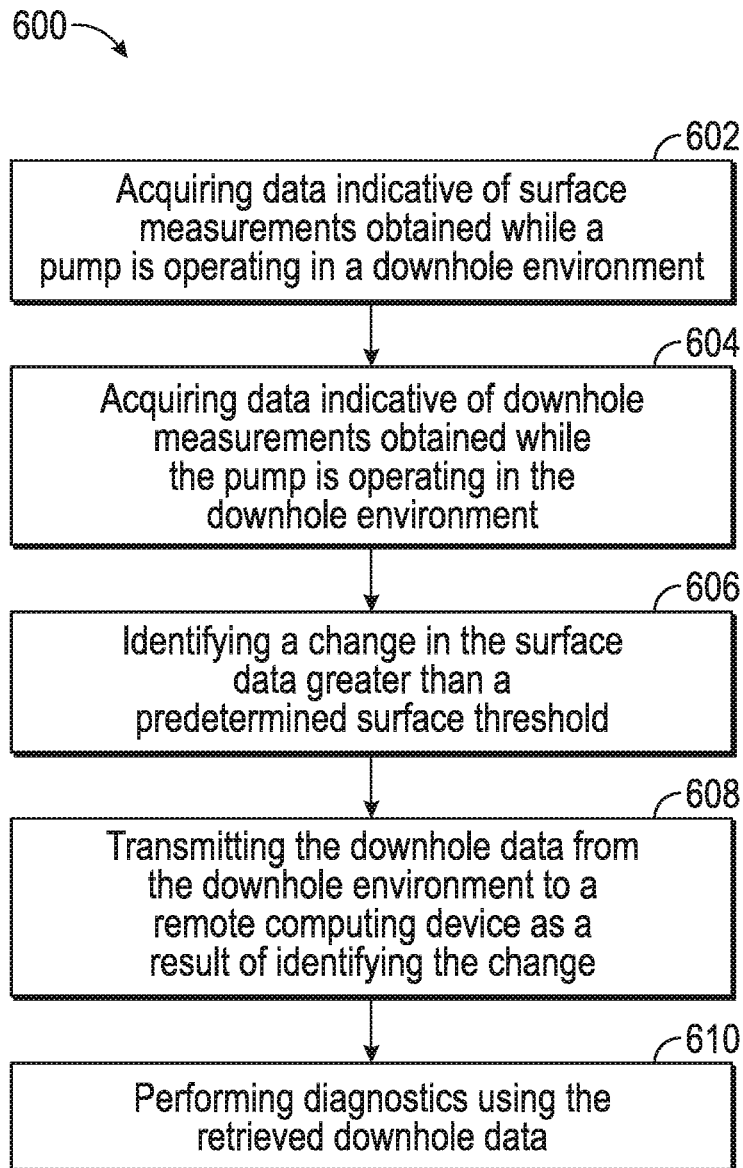 600
602
Acquiring data indicative of surface
measurements obtained while a
pump is operating in a downhole environment
604
Acquiring data indicative of downhole
measurements obtained while
the pump is operating in the
downhole environment
606
Identifying a change in the surface
data greater than a
predetermined surface threshold
608
Transmitting the downhole data from
the downhole environment to a
remote computing device as a
result of identifying the change
610
Performing diagnostics using the
retrieved downhole data